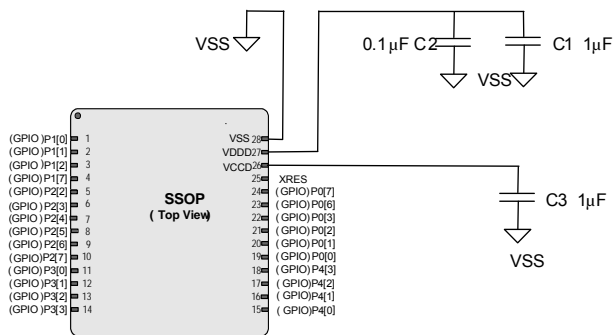 VSS
0.1 µF C2
C1 1µF
VSS
(GPIO)P1[0] 1
(GPIO)P1[1] 2
(GPIO)P1[2] 3
(GPIO)P1[7] 4
(GPIO)P2[2] 5
(GPIO)P2[3] 6
(GPIO)P2[4] 7
(GPIO)P2[5] 8
(GPIO)P2[6] 9
(GPIO)P2[7] 10
(GPIO)P3[0] 11
(GPIO)P3[1] 12
(GPIO)P3[2] 13
(GPIO)P3[3] 14
SSOP
(Top View)
VSS 28
VDDD 27
VCCD 26
25 XRES
24 (GPIO)P0[7]
23 (GPIO)P0[6]
22 (GPIO)P0[3]
21 (GPIO)P0[2]
20 (GPIO)P0[1]
19 (GPIO)P0[0]
18 (GPIO)P4[3]
17 (GPIO)P4[2]
16 (GPIO)P4[1]
15 (GPIO)P4[0]
C3 1µF
VSS